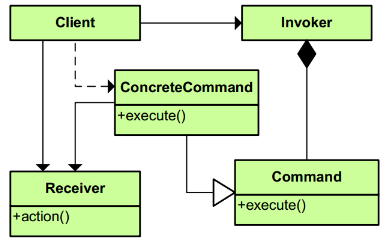 Client
Invoker
ConcreteCommand
+execute()
Receiver
+action()
Command
+execute()